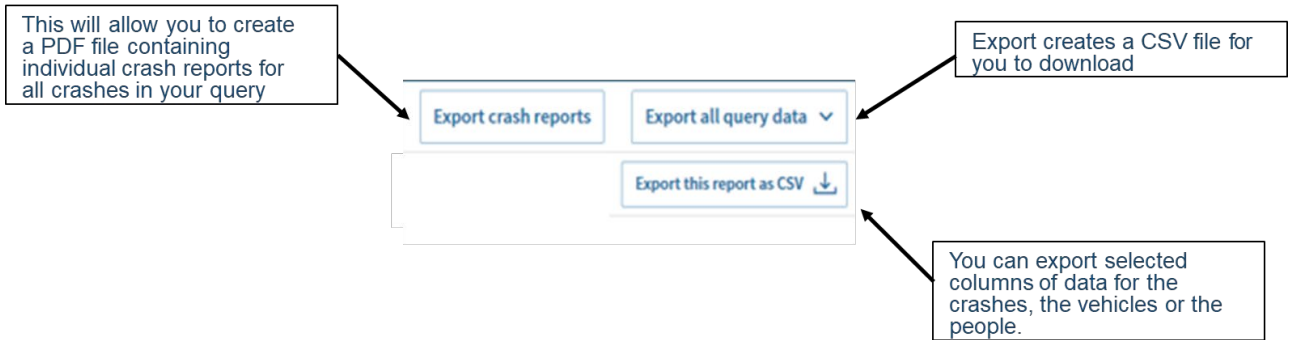 This will allow you to create
a PDF file containing
individual crash reports for
all crashes in your query
Export creates a CSV file for
you to download
Export crash reports
Export all query data
Export this report as CSV
You can export selected
columns of data for the
crashes, the vehicles or the
people.